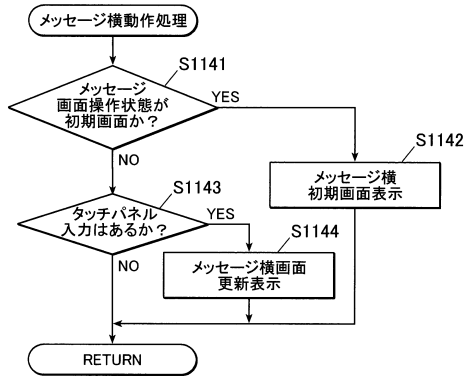 メッセージ横動作処理
S1141
メッセージ
画面操作状態が
初期画面か？
YES
S1142
NO
メッセージ横
初期画面表示
S1143
タッチパネル
入力はあるか？
YES
S1144
NO
メッセージ横画面
更新表示
RETURN